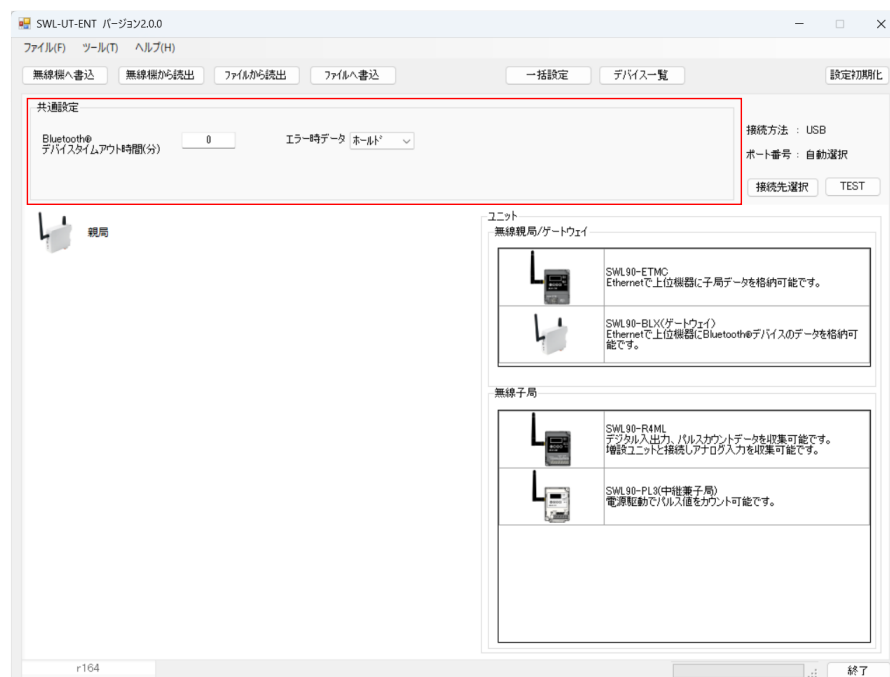 SWL-UT-ENT バージョン2.0.0
ファイル(F) ツール(T) ヘルプ(H)
無線機へ書込 無線機から読出 ファイルから読出 ファイルへ書込 一括設定 デバイス一覧 設定初期化
共通設定
Bluetooth®
デバイスタイムアウト時間(分) 0 エラー時データ ホールド
接続方法 : USB
ポート番号 : 自動選択
接続先選択 TEST
親局
ユニット
無線親局/ゲートウェイ
SWL90-ETMC
Ethernetで上位機器に子局データを格納可能です。
SWL90-BLX(ゲートウェイ)
Ethernetで上位機器にBluetooth®デバイスのデータを格納可
能です。
無線子局
SWL90-R4ML
デジタル入出力、パルスカウントデータを収集可能です。
増設ユニットと接続しアナログ入力を収集可能です。
SWL90-PL3(中継兼子局)
電源駆動でパルス値をカウント可能です。
r164
終了